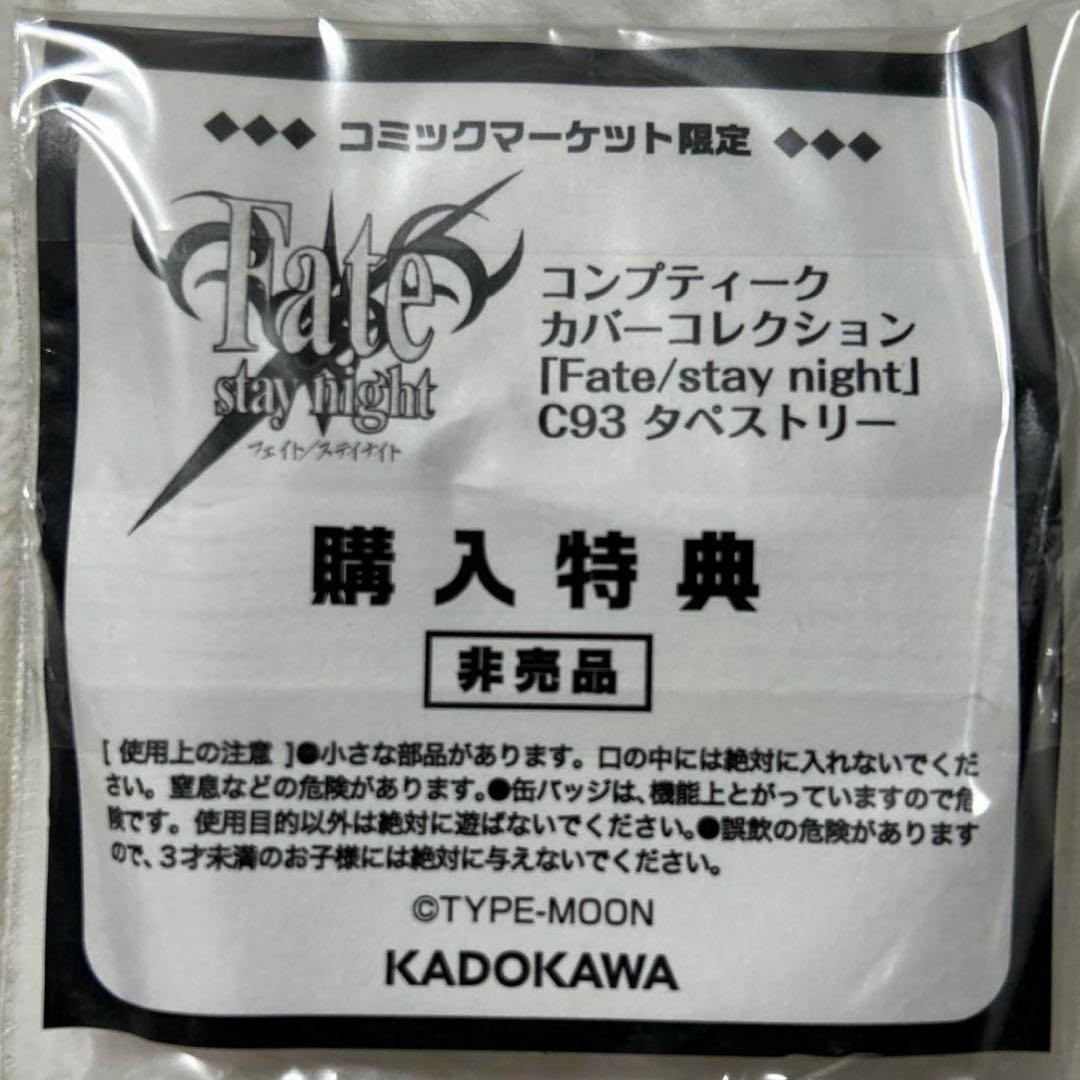 ◆◆◆ コミックマーケット限定 ◆◆◆
Fate
stay night
フェイト/ステイナイト
コンプティーク
カバーコレクション
「Fate/stay night」
C93 タペストリー
購入特典
非売品
[ 使用上の注意 ]●小さな部品があります。口の中には絶対に入れないでくだ
さい。窒息などの危険があります。●缶バッジは、機能上とがっていますので危
険です。使用目的以外は絶対に遊ばないでください。●誤飲の危険があります
ので、3才未満のお子様には絶対に与えないでください。
©TYPE-MOON
KADOKAWA